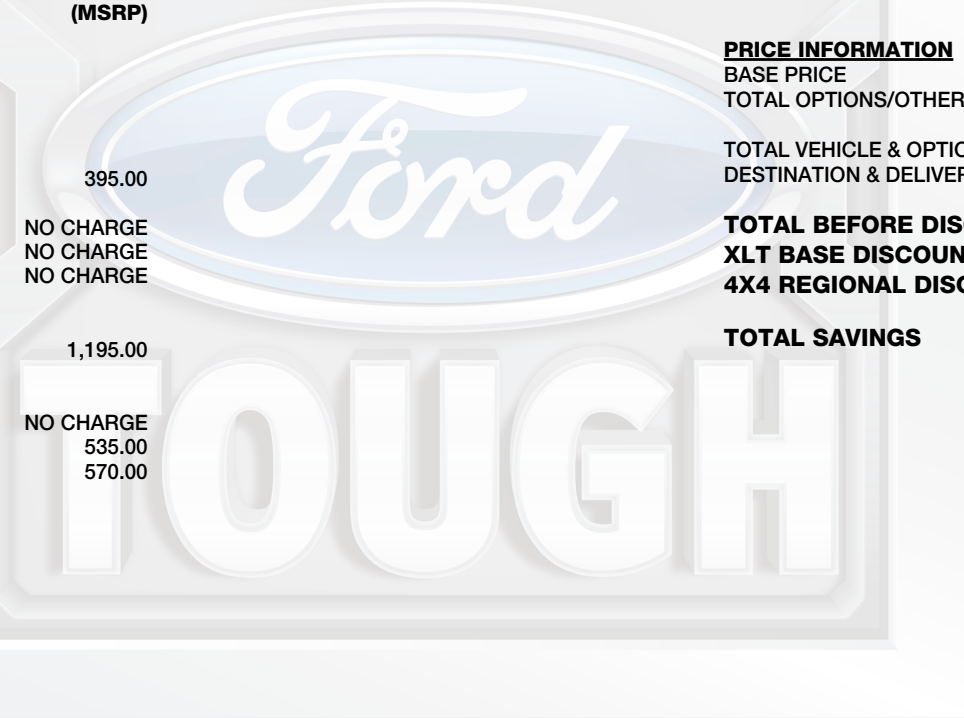 (MSRP)
395.00
NO CHARGE
NO CHARGE
NO CHARGE
1,195.00
NO CHARGE
535.00
570.00
Ford
TOUGH
PRICE INFORMATION
BASE PRICE
TOTAL OPTIONS/OTHER
TOTAL VEHICLE & OPTIO
DESTINATION & DELIVER
TOTAL BEFORE DISC
XLT BASE DISCOUN
4X4 REGIONAL DISC
TOTAL SAVINGS